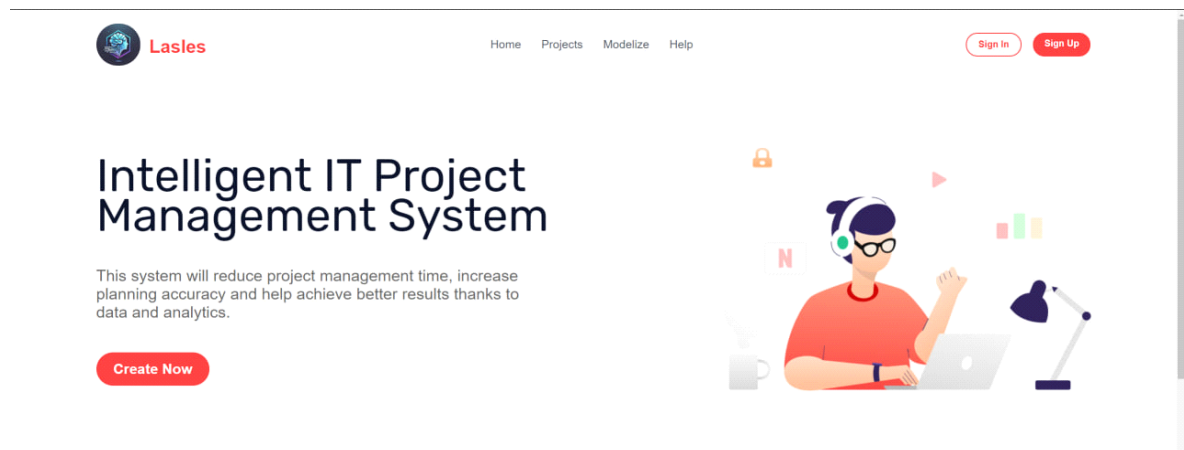 Lasles
Home Projects Modelize Help
Sign In Sign Up
Intelligent IT Project
Management System
This system will reduce project management time, increase
planning accuracy and help achieve better results thanks to
data and analytics.
Create Now
N